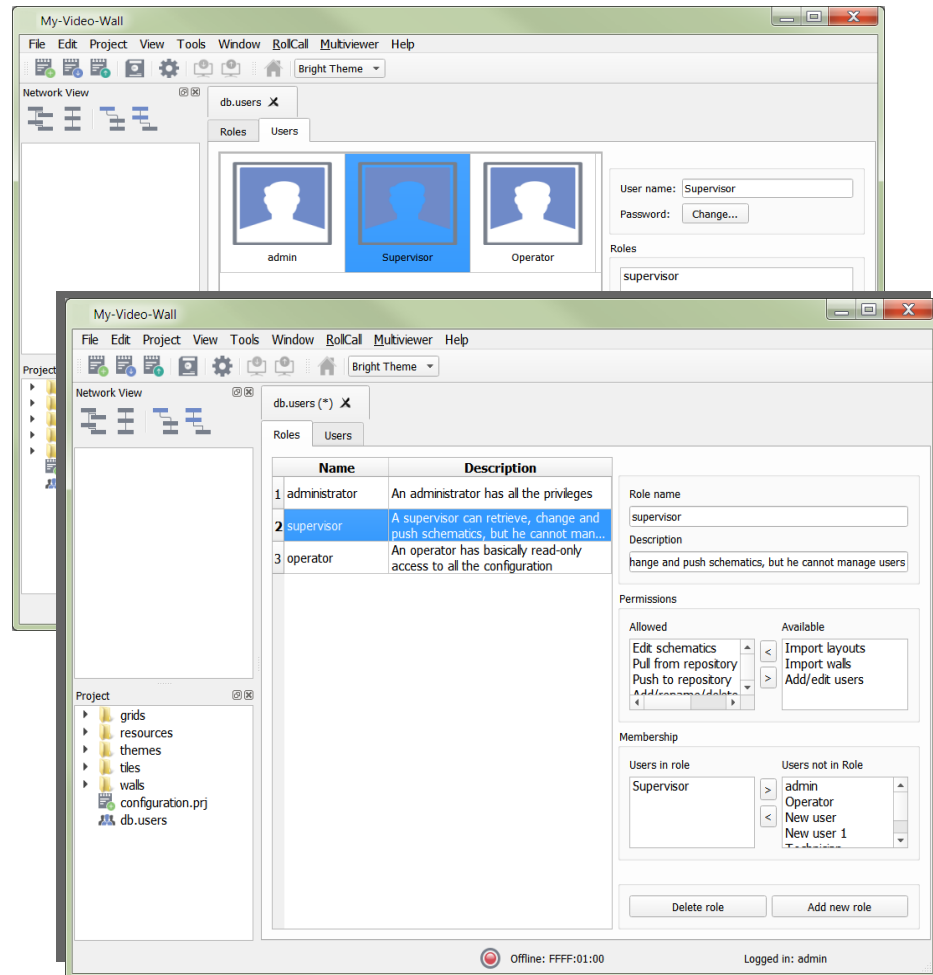 My-Video-Wall
File Edit Project View Tools Window RollCall Multiviewer Help
Bright Theme
Network View
db.users
Roles Users
admin Supervisor Operator
User name: Supervisor
Password: Change...
Roles
supervisor
Project
My-Video-Wall
File Edit Project View Tools Window RollCall Multiviewer Help
Bright Theme
Network View
db.users (*)
Roles Users
Name Description
1 administrator An administrator has all the privileges
2 supervisor A supervisor can retrieve, change and
push schematics, but he cannot man...
3 operator An operator has basically read-only
access to all the configuration
Role name
supervisor
Description
hange and push schematics, but he cannot manage users
Permissions
Allowed Available
Edit schematics
Pull from repository
Push to repository
Add/rename/delete
< >
Import layouts
Import walls
Add/edit users
Membership
Users in role Users not in Role
Supervisor
> <
admin
Operator
New user
New user 1
Technician
Delete role Add new role
Project
grids
resources
themes
tiles
walls
configuration.prj
db.users
Offline: FFFF:01:00 Logged in: admin